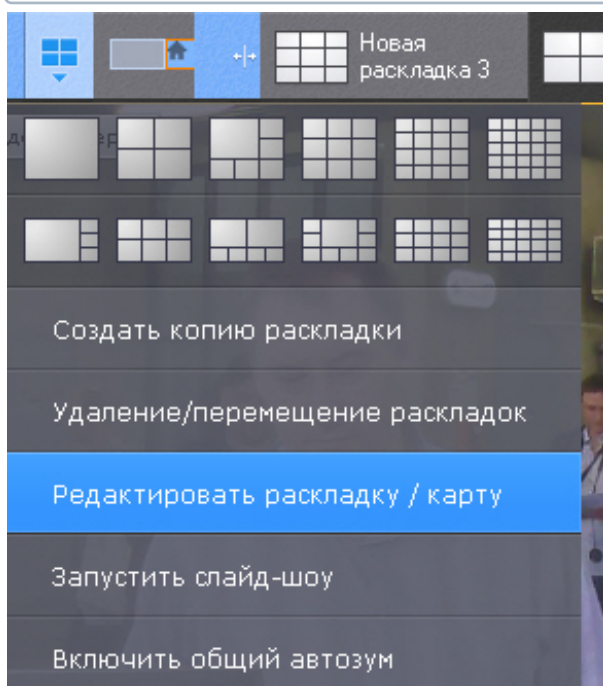 Новая
раскладка 3
Создать копию раскладки
Удаление/перемещение раскладок
Редактировать раскладку / карту
Запустить слайд-шоу
Включить общий автозум